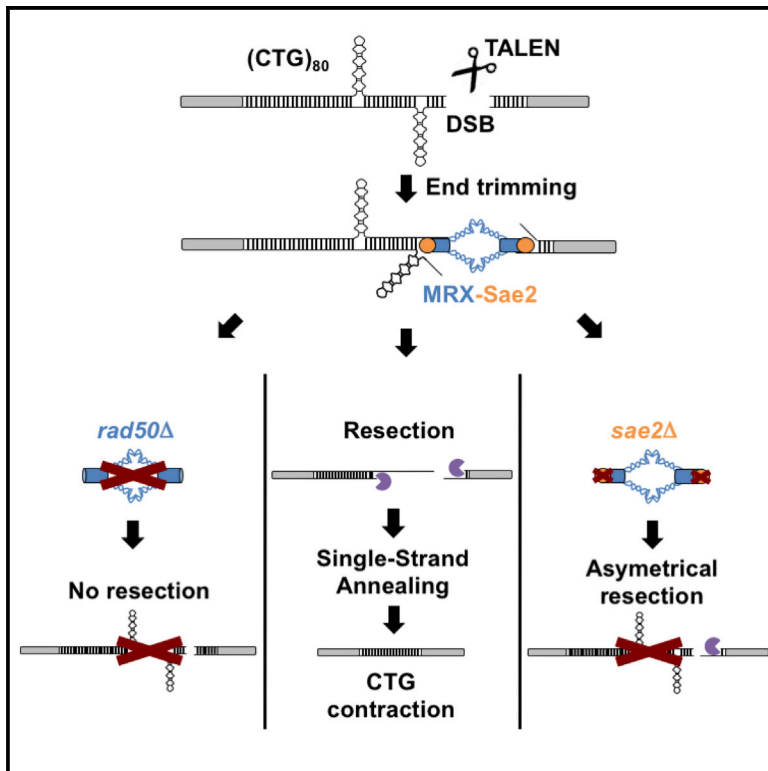 (CTG)80
TALEN
DSB
End trimming
MRX-Sae2
rad50Δ
No resection
Resection
Single-Strand
Annealing
CTG
contraction
sae2Δ
Asymetrical
resection